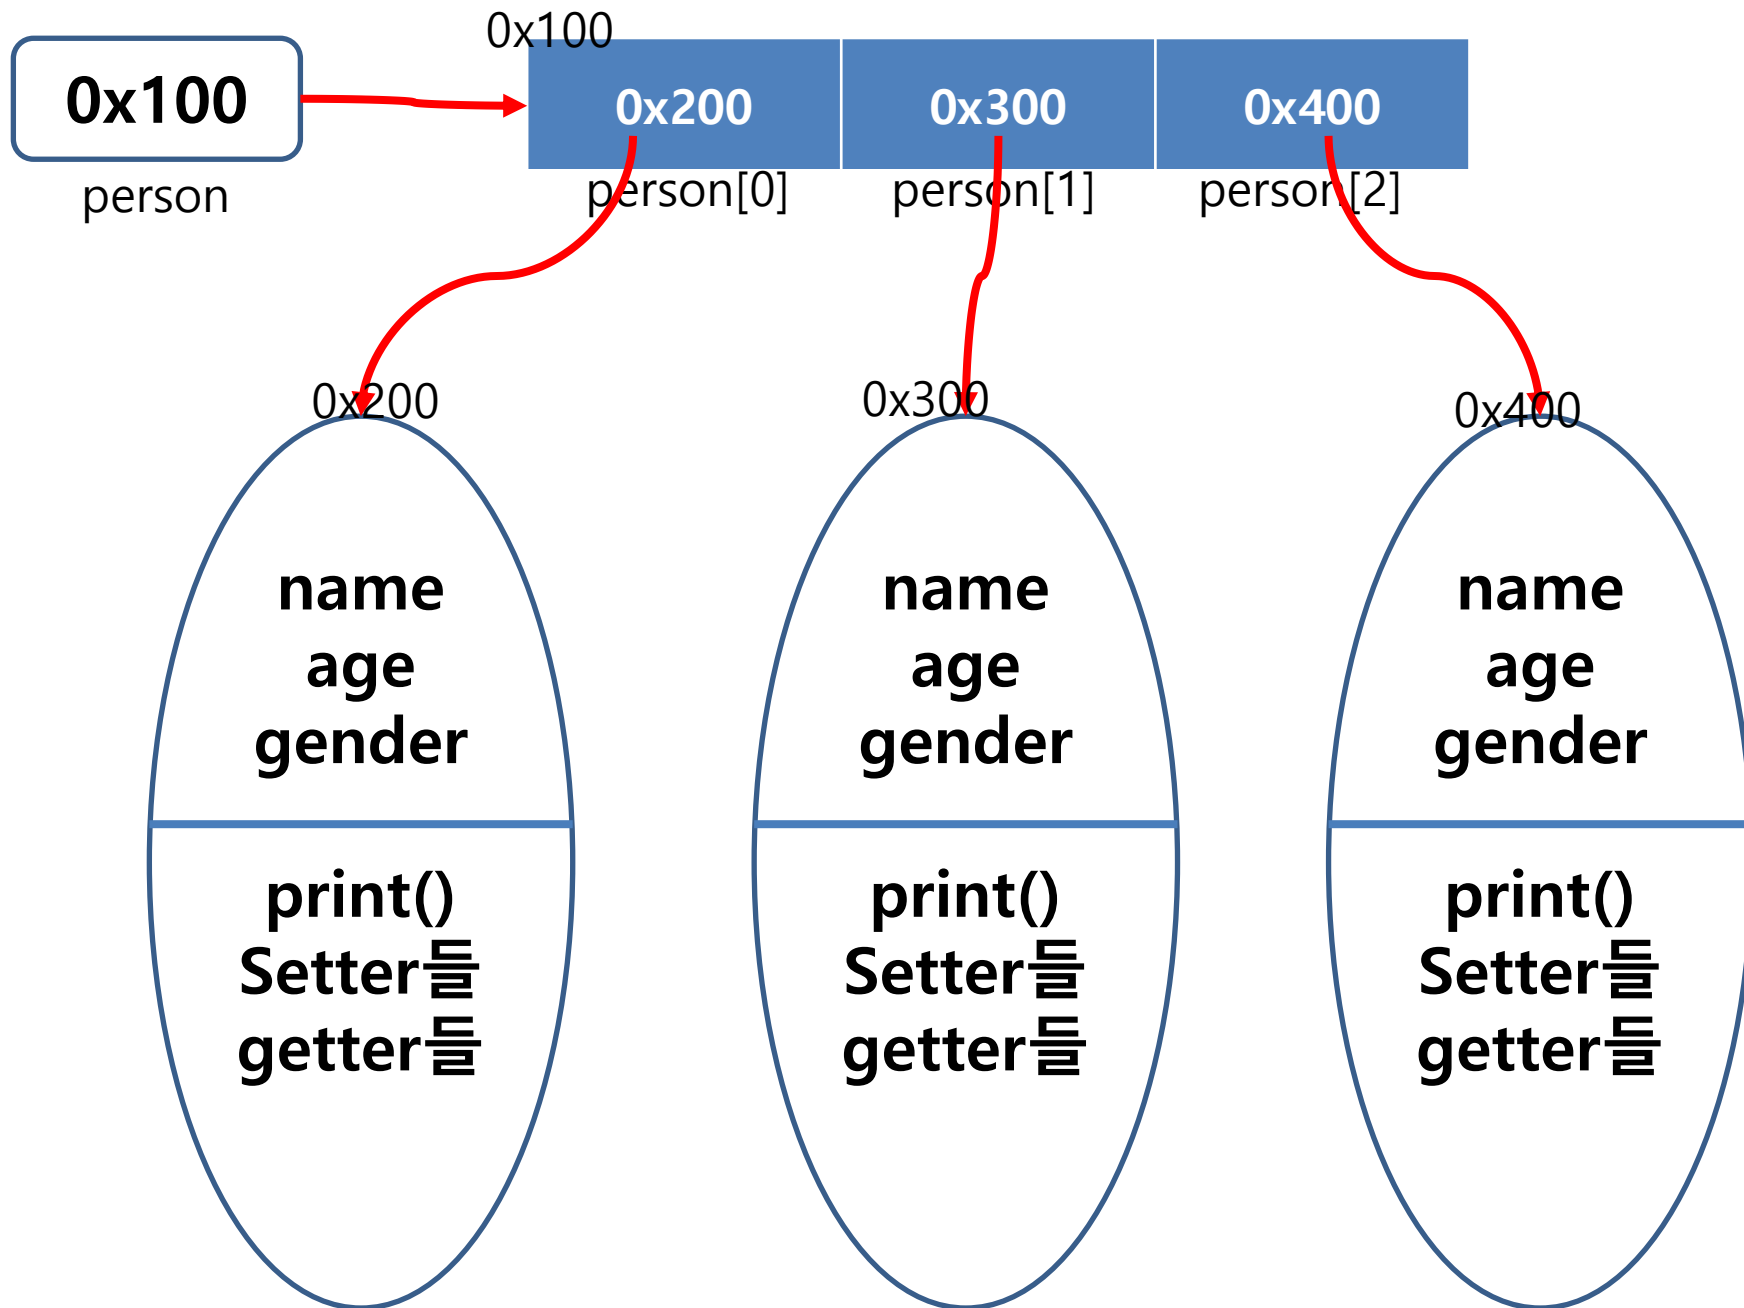 0x100
0x100
0x200 0x300 0x400
person
person[0] person[1] person[2]
0x200
0x300
0x400
name
age
gender
print()
Setter들
getter들
name
age
gender
print()
Setter들
getter들
name
age
gender
print()
Setter들
getter들